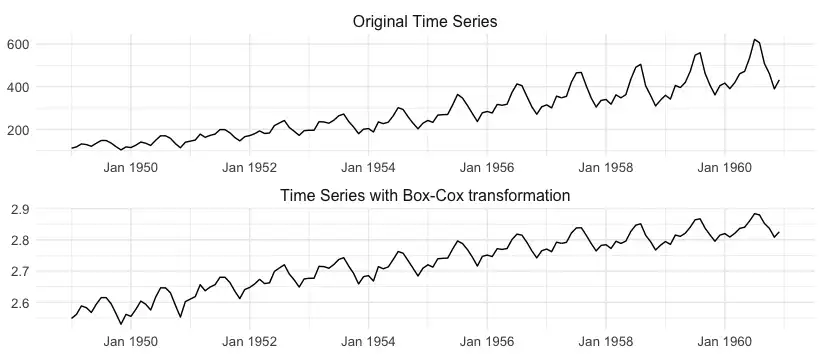 Original Time Series
600
400
200
Jan 1950 Jan 1952 Jan 1954 Jan 1956 Jan 1958 Jan 1960
Time Series with Box-Cox transformation
2.9
2.8
2.7
2.6
Jan 1950 Jan 1952 Jan 1954 Jan 1956 Jan 1958 Jan 1960